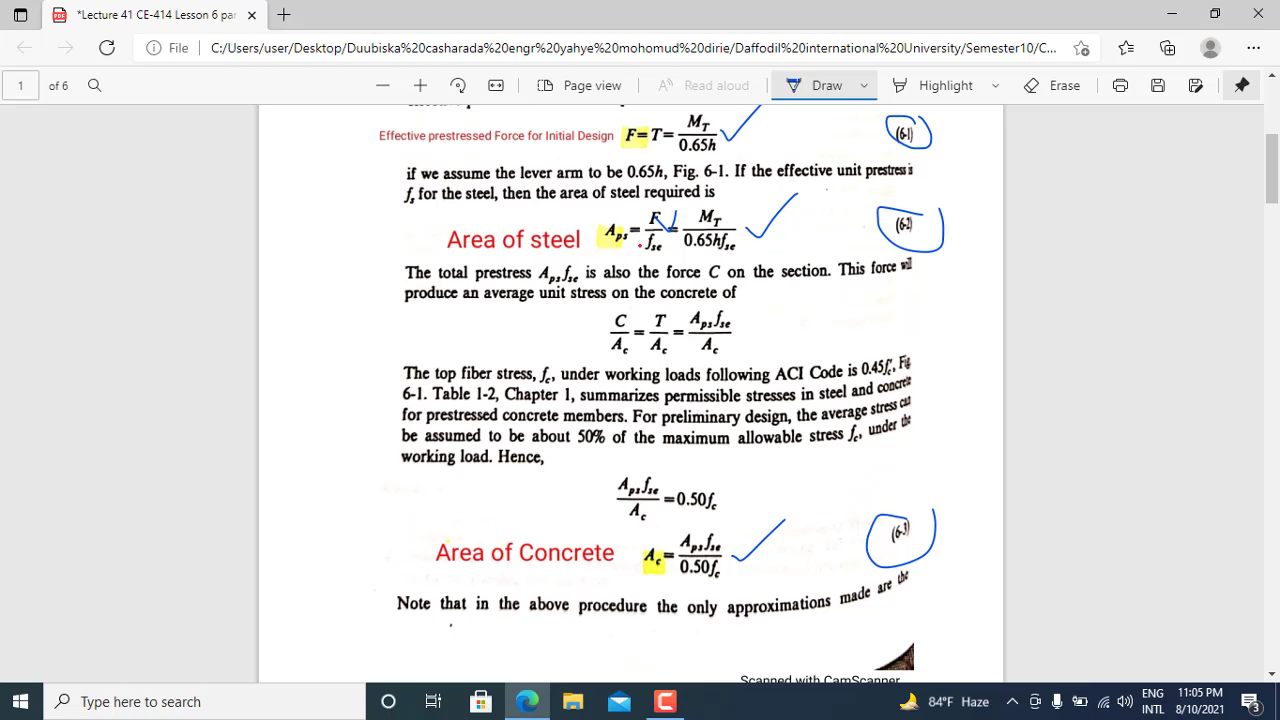 *Lecture 41 CE-414 Lesson 6 par
File C:/Users/user/Desktop/Duubiska%20casharada%20engr%20yahye%20mohomud%20dirie/Daffodil%20international%20University/Semester10/C...
1 of 6 Page view Read aloud Draw Highlight Erase
Effective prestressed Force for Initial Design F = T = M_T / 0.65h (6-1)
if we assume the lever arm to be 0.65h, Fig. 6-1. If the effective unit prestress is
f_s for the steel, then the area of steel required is
Area of steel A_ps = F / f_se = M_T / 0.65hf_se (6-2)
The total prestress A_ps f_se is also the force C on the section. This force will
produce an average unit stress on the concrete of
C / A_c = T / A_c = A_ps f_se / A_c
The top fiber stress, f_c, under working loads following ACI Code is 0.45f'_c, Fig
6-1. Table 1-2, Chapter 1, summarizes permissible stresses in steel and concrete
for prestressed concrete members. For preliminary design, the average stress can
be assumed to be about 50% of the maximum allowable stress f_c, under the
working load. Hence,
A_ps f_se / A_c = 0.50f_c
Area of Concrete A_c = A_ps f_se / 0.50f_c (6-3)
Note that in the above procedure the only approximations made are the
Scanned with CamScanner
Type here to search
84°F Haze
ENG
INTL
11:05 PM
8/10/2021
3